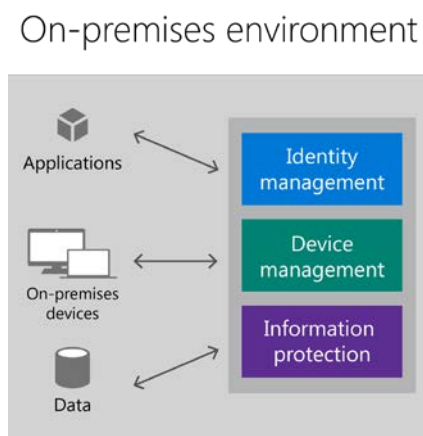 On-premises environment
Applications
Identity
management
On-premises
devices
Device
management
Data
Information
protection